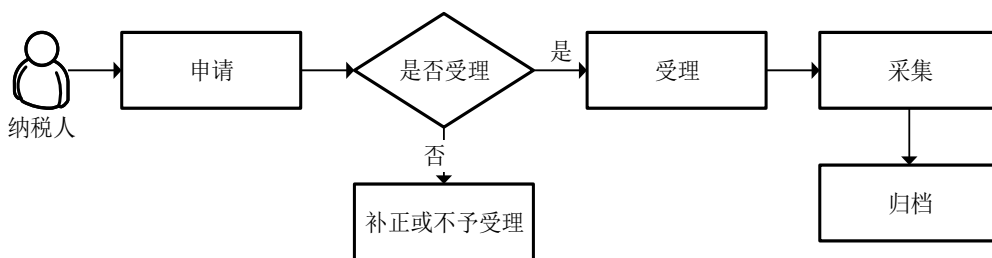 纳税人
申请
是否受理
是
受理
采集
否
补正或不予受理
归档